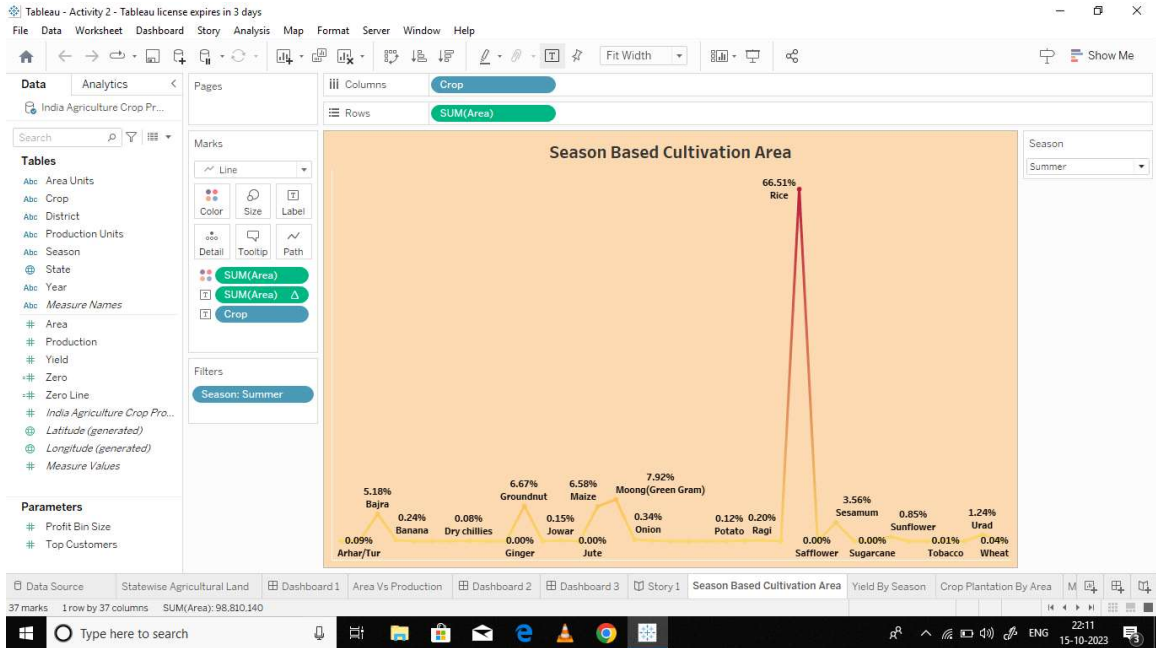 Tableau - Activity 2 - Tableau license expires in 3 days
File Data Worksheet Dashboard Story Analysis Map Format Server Window Help
Fit Width
Show Me
Data Analytics
India Agriculture Crop Pr...
Search
Tables
Abc Area Units
Abc Crop
Abc District
Abc Production Units
Abc Season
State
Abc Year
Abc Measure Names
# Area
# Production
# Yield
=# Zero
=# Zero Line
# India Agriculture Crop Pro...
Latitude (generated)
Longitude (generated)
# Measure Values
Parameters
# Profit Bin Size
# Top Customers
Pages
Marks
Line
Color Size Label
Detail Tooltip Path
SUM(Area)
T SUM(Area) Δ
T Crop
Filters
Season: Summer
iii Columns Crop
Rows SUM(Area)
Season Based Cultivation Area
66.51%
Rice
0.09%
Arhar/Tur
5.18%
Bajra
0.24%
Banana
0.08%
Dry chillies
6.67%
Groundnut
0.00%
Ginger
0.15%
Jowar
6.58%
Maize
0.00%
Jute
7.92%
Moong(Green Gram)
0.34%
Onion
0.12%
Potato
0.20%
Ragi
0.00%
Safflower
3.56%
Sesamum
0.00%
Sugarcane
0.85%
Sunflower
0.01%
Tobacco
1.24%
Urad
0.04%
Wheat
Season
Summer
Data Source Statewise Agricultural Land Dashboard 1 Area Vs Production Dashboard 2 Dashboard 3 Story 1 Season Based Cultivation Area Yield By Season Crop Plantation By Area M
37 marks 1 row by 37 columns SUM(Area): 98,810,140
Type here to search
ENG
22:11
15-10-2023
3